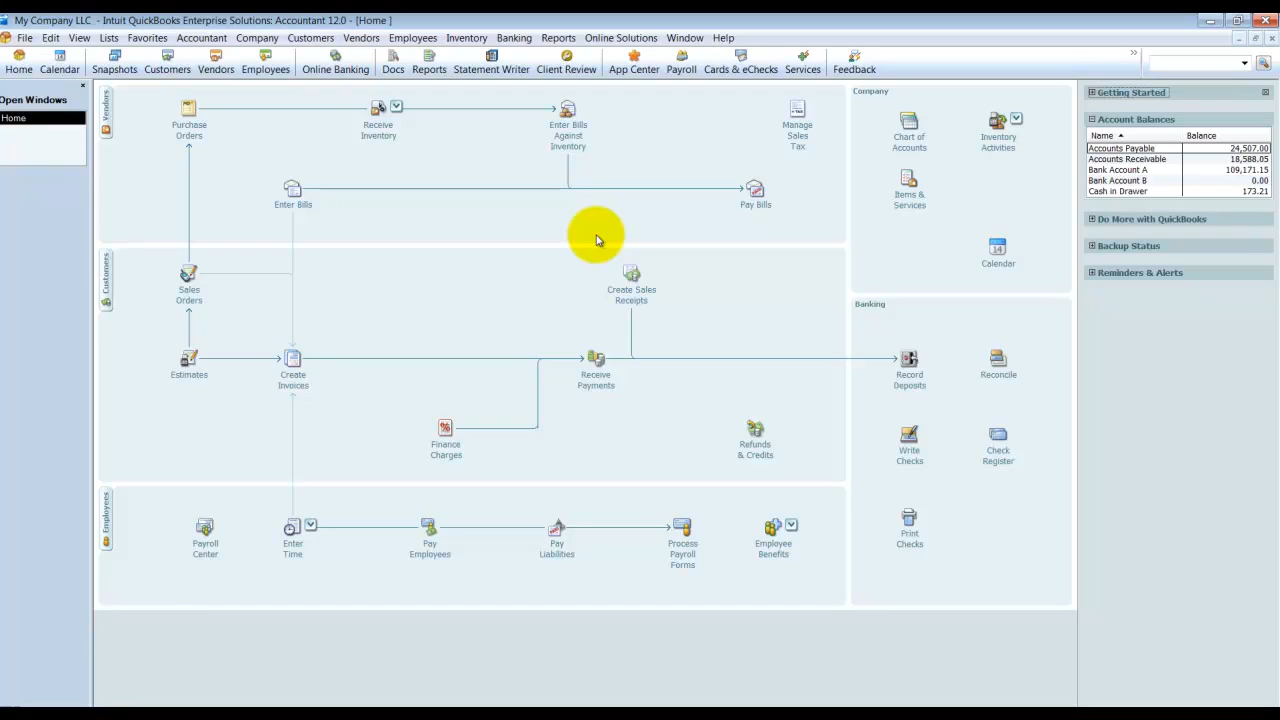 My Company LLC - Intuit QuickBooks Enterprise Solutions: Accountant 12.0 - [Home ]
File Edit View Lists Favorites Accountant Company Customers Vendors Employees Inventory Banking Reports Online Solutions Window Help
Home Calendar Snapshots Customers Vendors Employees Online Banking Docs Reports Statement Writer Client Review App Center Payroll Cards & eChecks Services Feedback
Open Windows
Home
Vendors
Purchase
Orders
Receive
Inventory
Enter Bills
Against
Inventory
Manage
Sales
Tax
Enter Bills
Pay Bills
Customers
Sales
Orders
Create Sales
Receipts
Estimates
Create
Invoices
Receive
Payments
%
Finance
Charges
Refunds
& Credits
Employees
Payroll
Center
Enter
Time
Pay
Employees
Pay
Liabilities
Process
Payroll
Forms
Employee
Benefits
Company
Chart of
Accounts
Inventory
Activities
Items &
Services
14
Calendar
Banking
Record
Deposits
Reconcile
Write
Checks
Check
Register
Print
Checks
Getting Started
Account Balances
Name Balance
Accounts Payable 24,507.00
Accounts Receivable 18,588.05
Bank Account A 109,171.15
Bank Account B 0.00
Cash in Drawer 173.21
Do More with QuickBooks
Backup Status
Reminders & Alerts